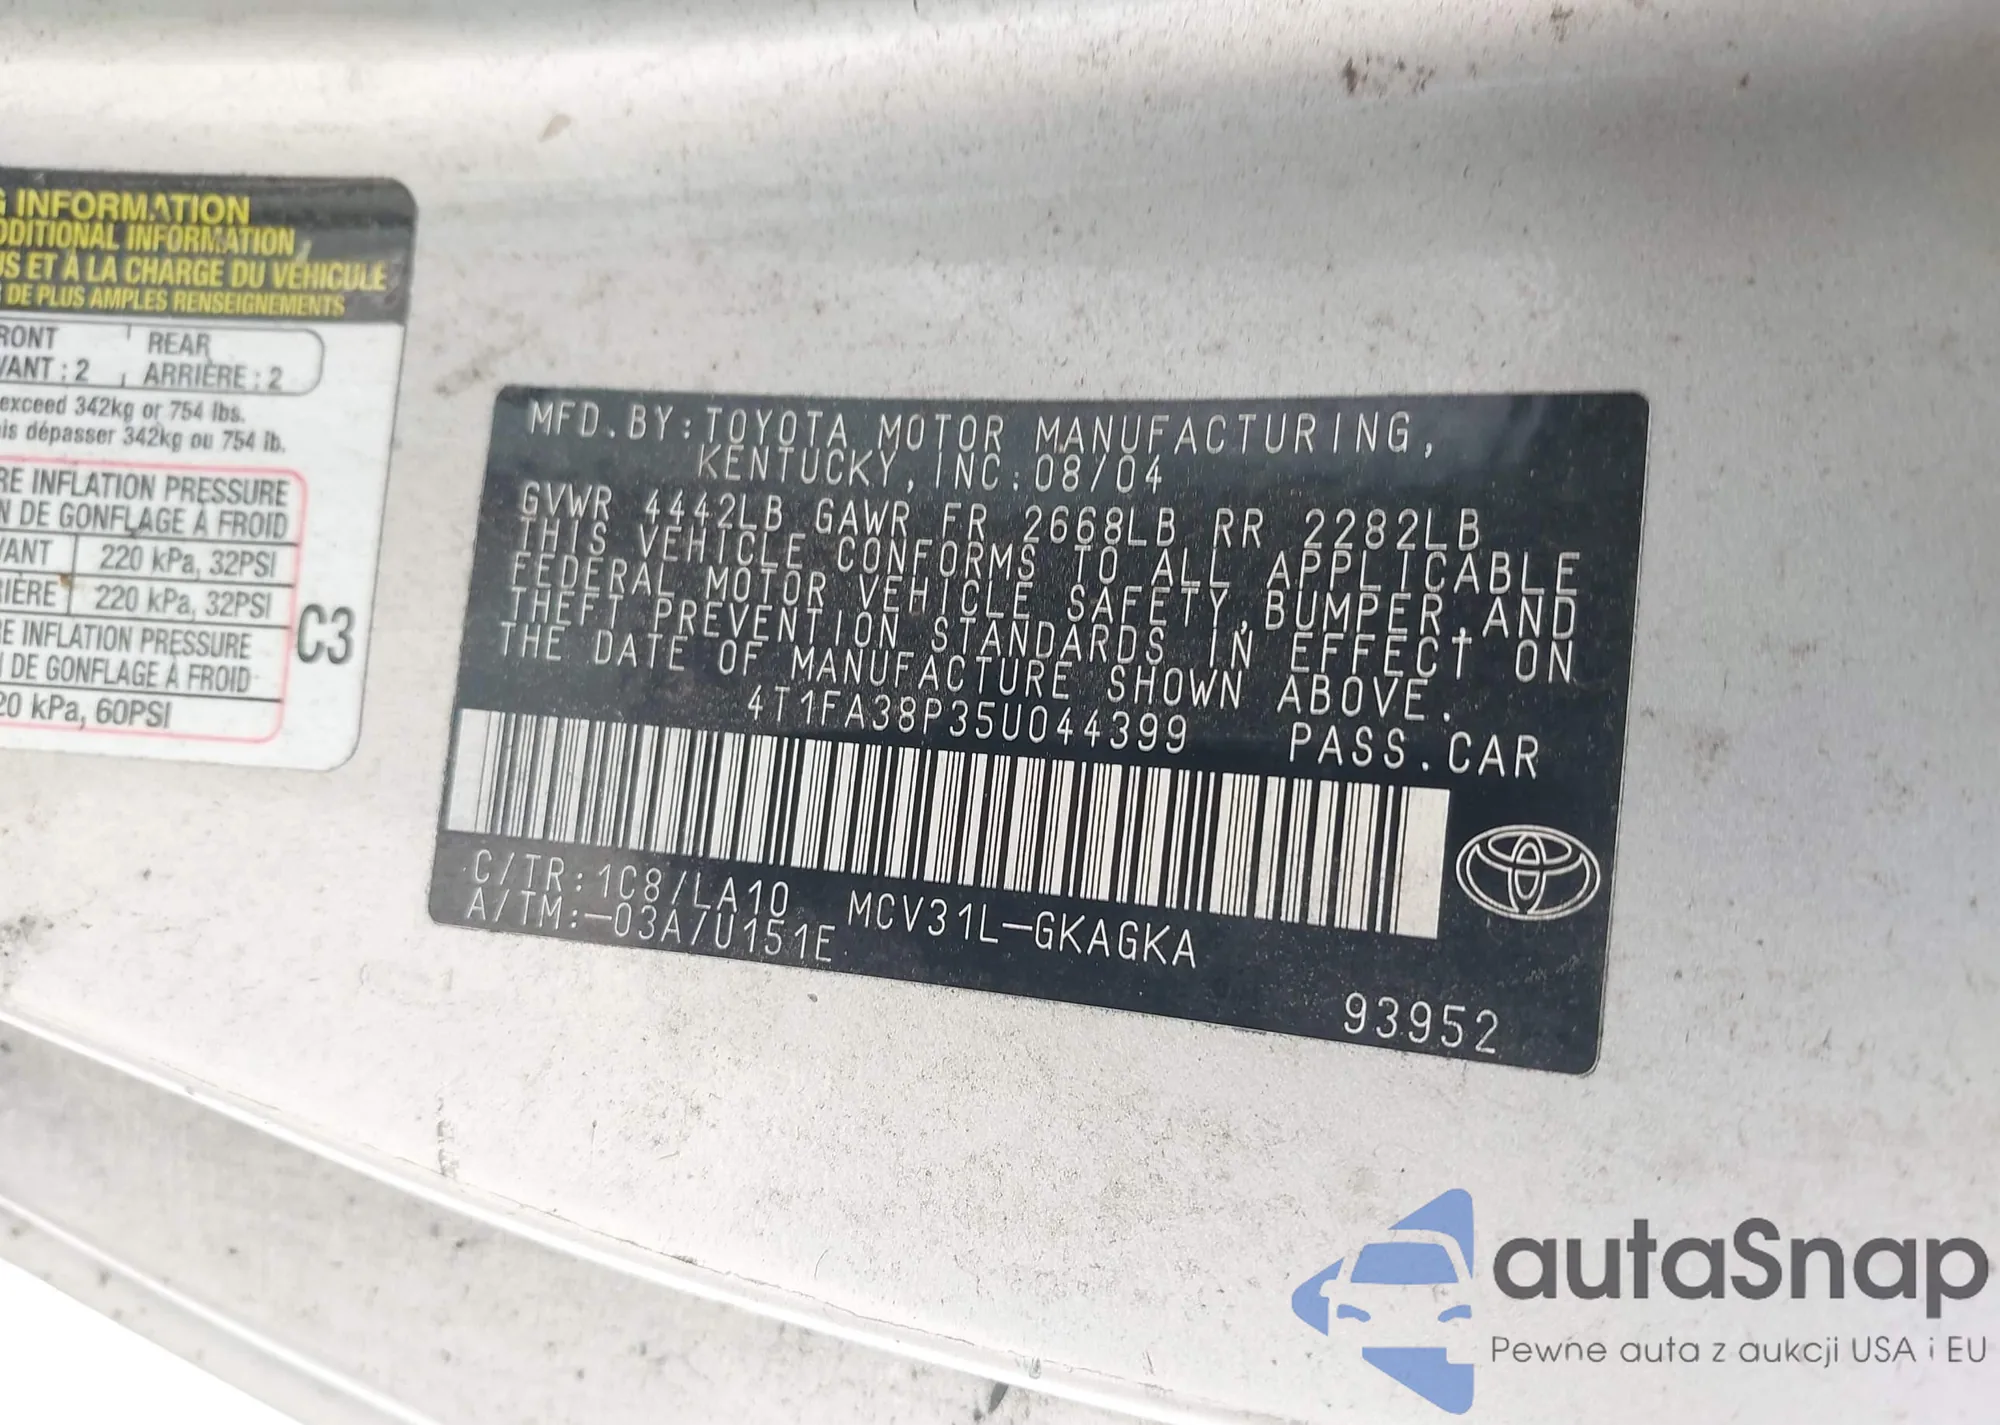 G INFORMATION
DDITIONAL INFORMATION
US ET À LA CHARGE DU VÉHICULE
DE PLUS AMPLES RENSEIGNEMENTS
RONT REAR
VANT : 2 ARRIÈRE : 2
exceed 342kg or 754 lbs.
is dépasser 342kg ou 754 lb.
RE INFLATION PRESSURE
N DE GONFLAGE À FROID
VANT 220 kPa, 32PSI
RIÈRE 220 kPa, 32PSI
RE INFLATION PRESSURE
N DE GONFLAGE À FROID
20 kPa, 60PSI
C3
MFD.BY:TOYOTA MOTOR MANUFACTURING,
KENTUCKY,INC:08/04
GVWR 4442LB GAWR FR 2668LB RR 2282LB
THIS VEHICLE CONFORMS TO ALL APPLICABLE
FEDERAL MOTOR VEHICLE SAFETY,BUMPER,AND
THEFT PREVENTION STANDARDS IN EFFECT ON
THE DATE OF MANUFACTURE SHOWN ABOVE.
4T1FA38P35U044399 PASS.CAR
C/TR:1C8/LA10 MCV31L-GKAGKA
A/TM:-03A/U151E
93952
autaSnap
Pewne auta z aukcji USA i EU